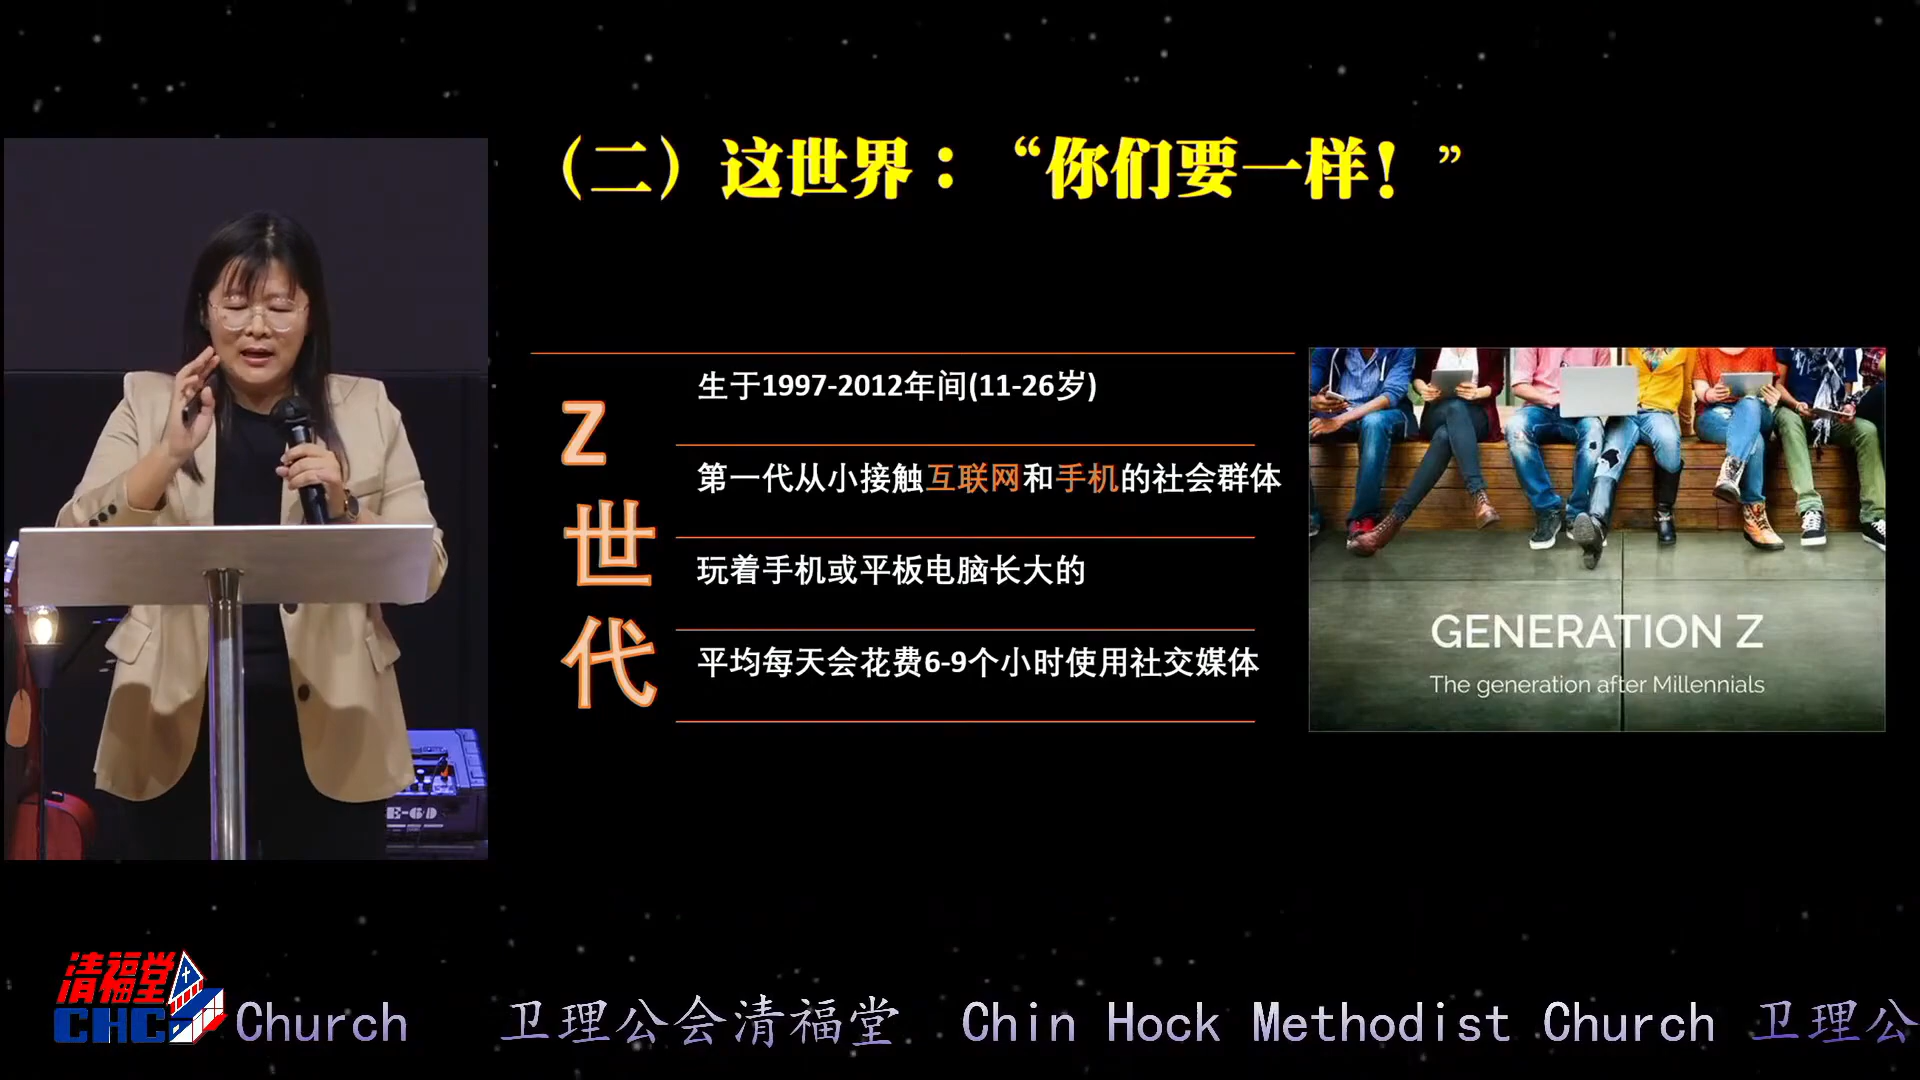 （二）这世界：“你们要一样！”
Z世代
生于1997-2012年间(11-26岁)
第一代从小接触互联网和手机的社会群体
玩着手机或平板电脑长大的
平均每天会花费6-9个小时使用社交媒体
GENERATION Z
The generation after Millennials
E-60
清福堂
CHC
Church 卫理公会清福堂 Chin Hock Methodist Church 卫理公